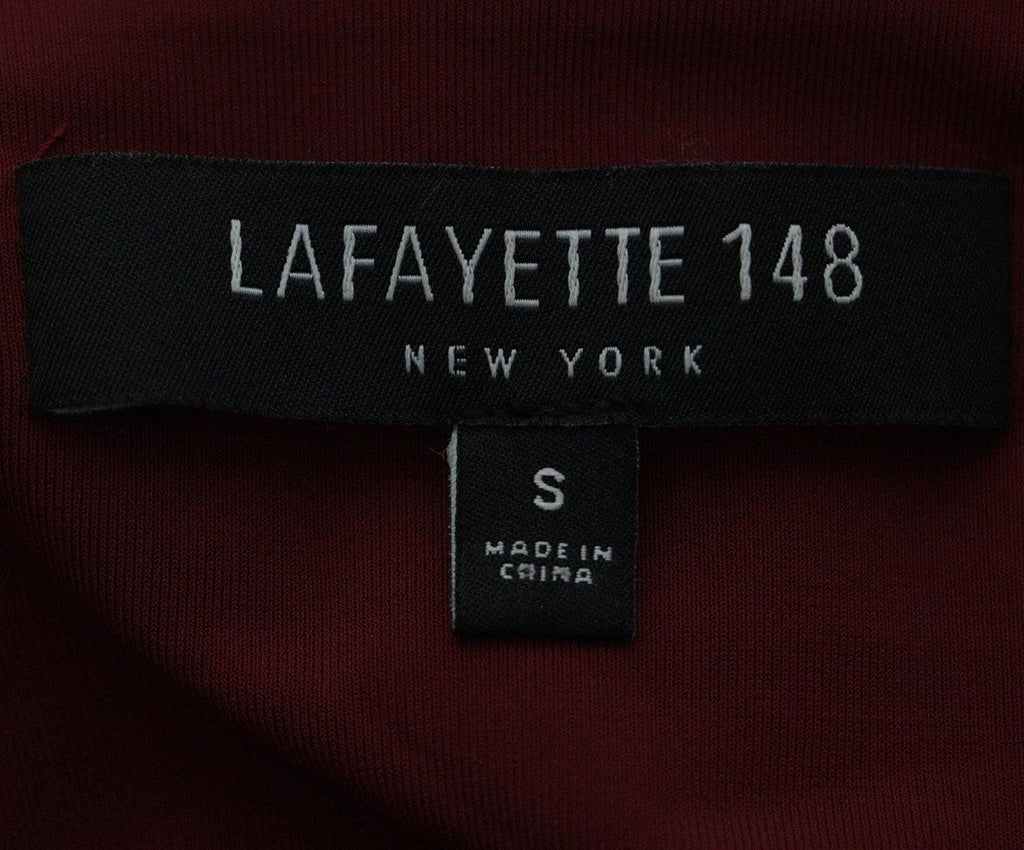 LAFAYETTE 148
NEW YORK
S
MADE IN
CHINA